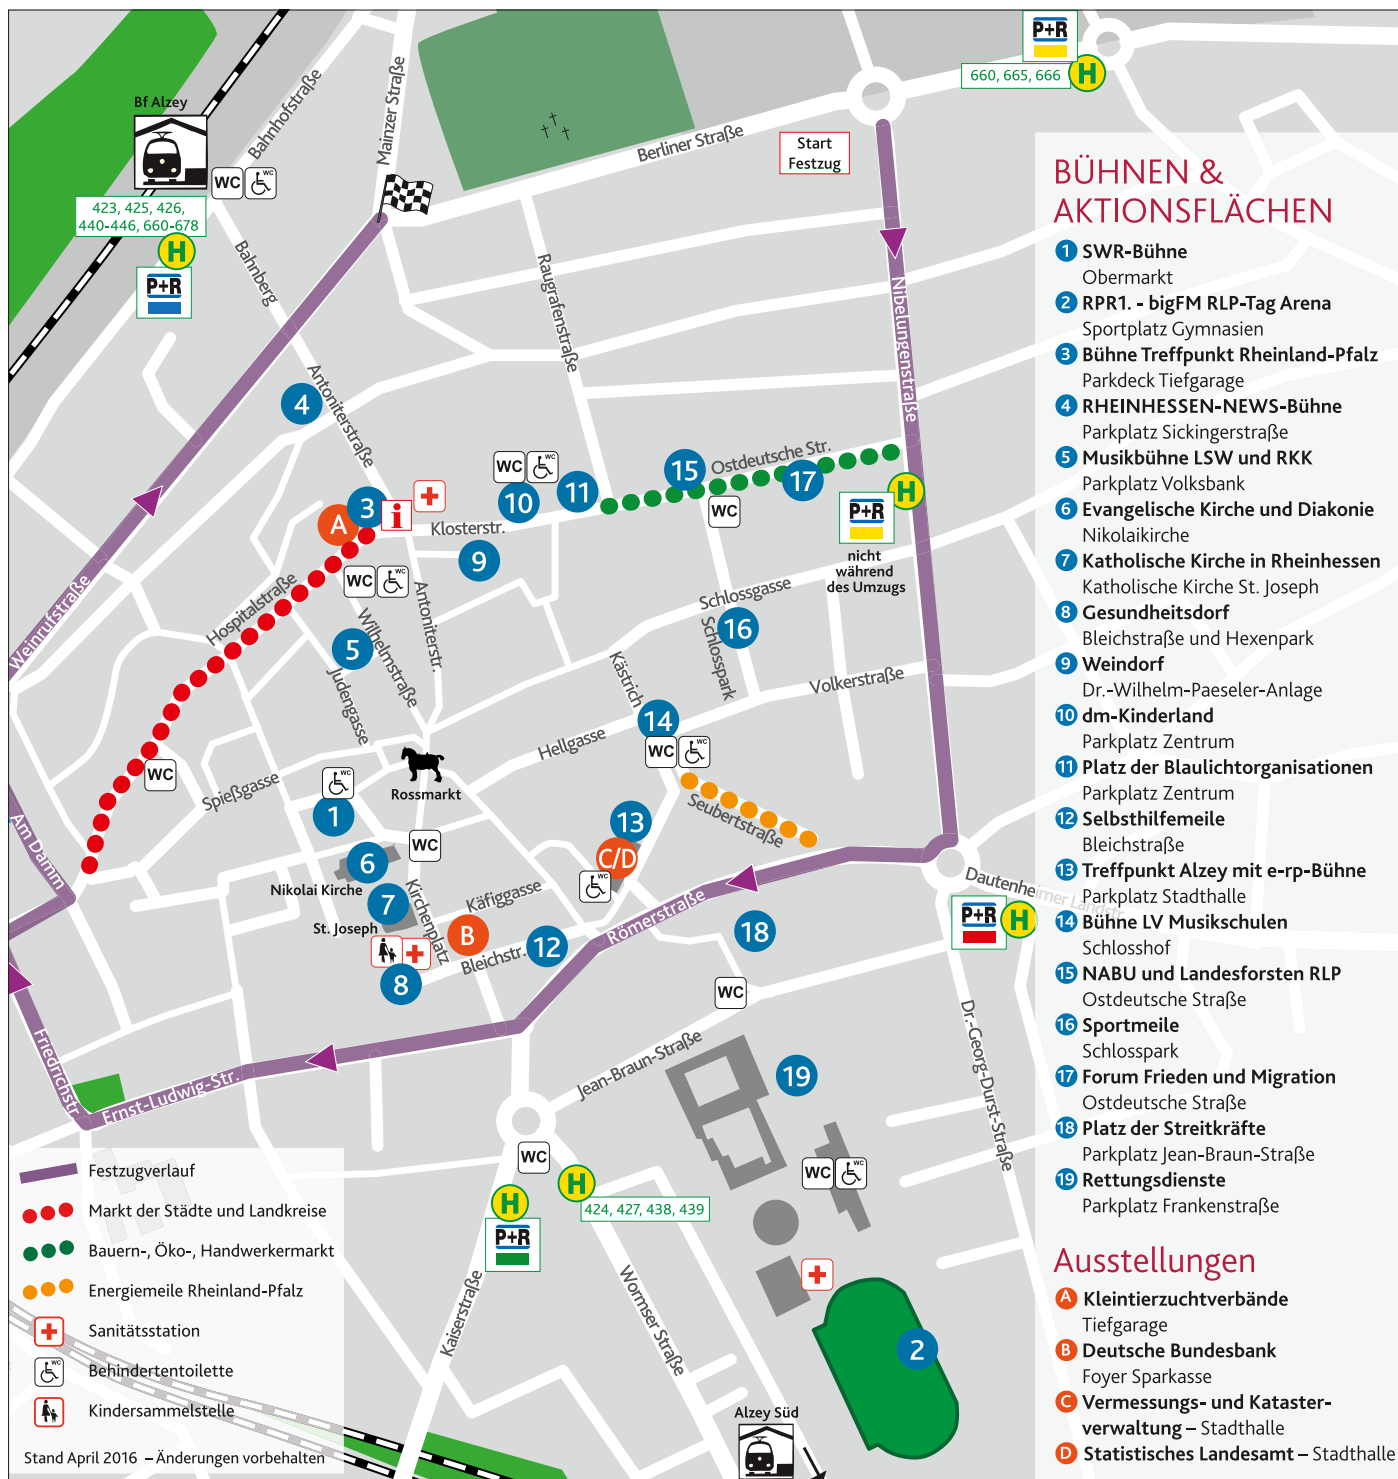 P+R
H
660, 665, 666
Bf Alzey
Bahnhofstraße
Mainzer Straße
WC
WC
423, 425, 426,
440-446, 660-678
H
P+R
Berliner Straße
Start
Festzug
Bahnberg
Raugrafenstraße
Nibelungenstraße
Antoniterstraße
4
Ostdeutsche Str.
WC
WC
15
17
10
11
3
i
A
Klosterstr.
WC
H
P+R
nicht
während
des Umzugs
9
WC
WC
Hospitalstraße
Weinrufstraße
Wilhelmstraße
Antoniterstr.
Judengasse
5
Schlossgasse
16
Schlosspark
Kästrich
Volkerstraße
14
Hellgasse
WC
WC
WC
Spießgasse
Rossmarkt
WC
1
Seubertstraße
13
C/D
WC
Am Damm
WC
6
Nikolai Kirche
7
St. Joseph
Kirchenplatz
Käfiggasse
B
Bleichstr.
12
8
Römerstraße
18
Dautenheimer Landstr.
P+R
H
WC
Friedrichstr
Ernst-Ludwig-Str.
Jean-Braun-Straße
19
Dr.-Georg-Durst-Straße
WC
H
424, 427, 438, 439
H
P+R
WC
WC
Kaiserstraße
Wormser Straße
2
Alzey Süd
Festzugverlauf
Markt der Städte und Landkreise
Bauern-, Öko-, Handwerkermarkt
Energiemeile Rheinland-Pfalz
Sanitätsstation
WC
Behindertentoilette
Kindersammelstelle
Stand April 2016 – Änderungen vorbehalten
BÜHNEN &
AKTIONSFLÄCHEN
1 SWR-Bühne
Obermarkt
2 RPR1. - bigFM RLP-Tag Arena
Sportplatz Gymnasien
3 Bühne Treffpunkt Rheinland-Pfalz
Parkdeck Tiefgarage
4 RHEINHESSEN-NEWS-Bühne
Parkplatz Sickingerstraße
5 Musikbühne LSW und RKK
Parkplatz Volksbank
6 Evangelische Kirche und Diakonie
Nikolaikirche
7 Katholische Kirche in Rheinhessen
Katholische Kirche St. Joseph
8 Gesundheitsdorf
Bleichstraße und Hexenpark
9 Weindorf
Dr.-Wilhelm-Paeseler-Anlage
10 dm-Kinderland
Parkplatz Zentrum
11 Platz der Blaulichtorganisationen
Parkplatz Zentrum
12 Selbsthilfemeile
Bleichstraße
13 Treffpunkt Alzey mit e-rp-Bühne
Parkplatz Stadthalle
14 Bühne LV Musikschulen
Schlosshof
15 NABU und Landesforsten RLP
Ostdeutsche Straße
16 Sportmeile
Schlosspark
17 Forum Frieden und Migration
Ostdeutsche Straße
18 Platz der Streitkräfte
Parkplatz Jean-Braun-Straße
19 Rettungsdienste
Parkplatz Frankenstraße
Ausstellungen
A Kleintierzuchtverbände
Tiefgarage
B Deutsche Bundesbank
Foyer Sparkasse
C Vermessungs- und Kataster-
verwaltung – Stadthalle
D Statistisches Landesamt – Stadthalle